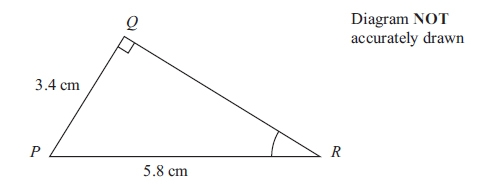 Q
Diagram NOT
accurately drawn
3.4 cm
P
R
5.8 cm